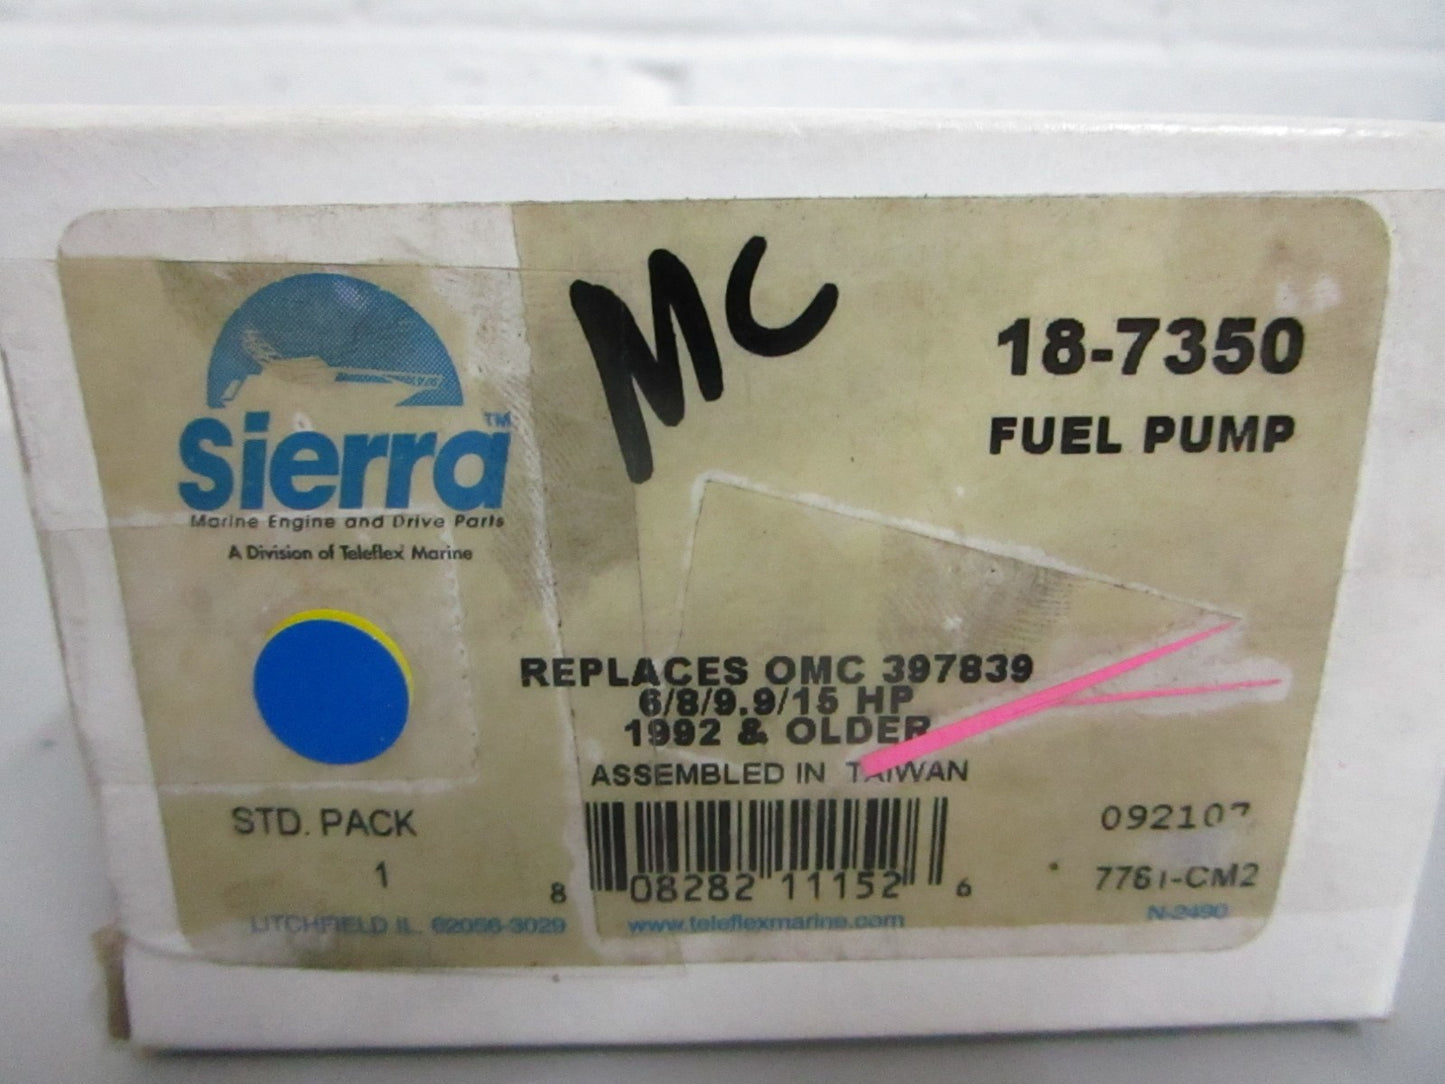 MC
18-7350
FUEL PUMP
Sierra™
Marine Engine and Drive Parts
A Division of Teleflex Marine
REPLACES OMC 397839
6/8/9.9/15 HP
1992 & OLDER
ASSEMBLED IN TAIWAN
STD. PACK
1
8 08282 11152 6
092107
7761-CM2
N-2490
LITCHFIELD IL. 62056-3029
www.teleflexmarine.com